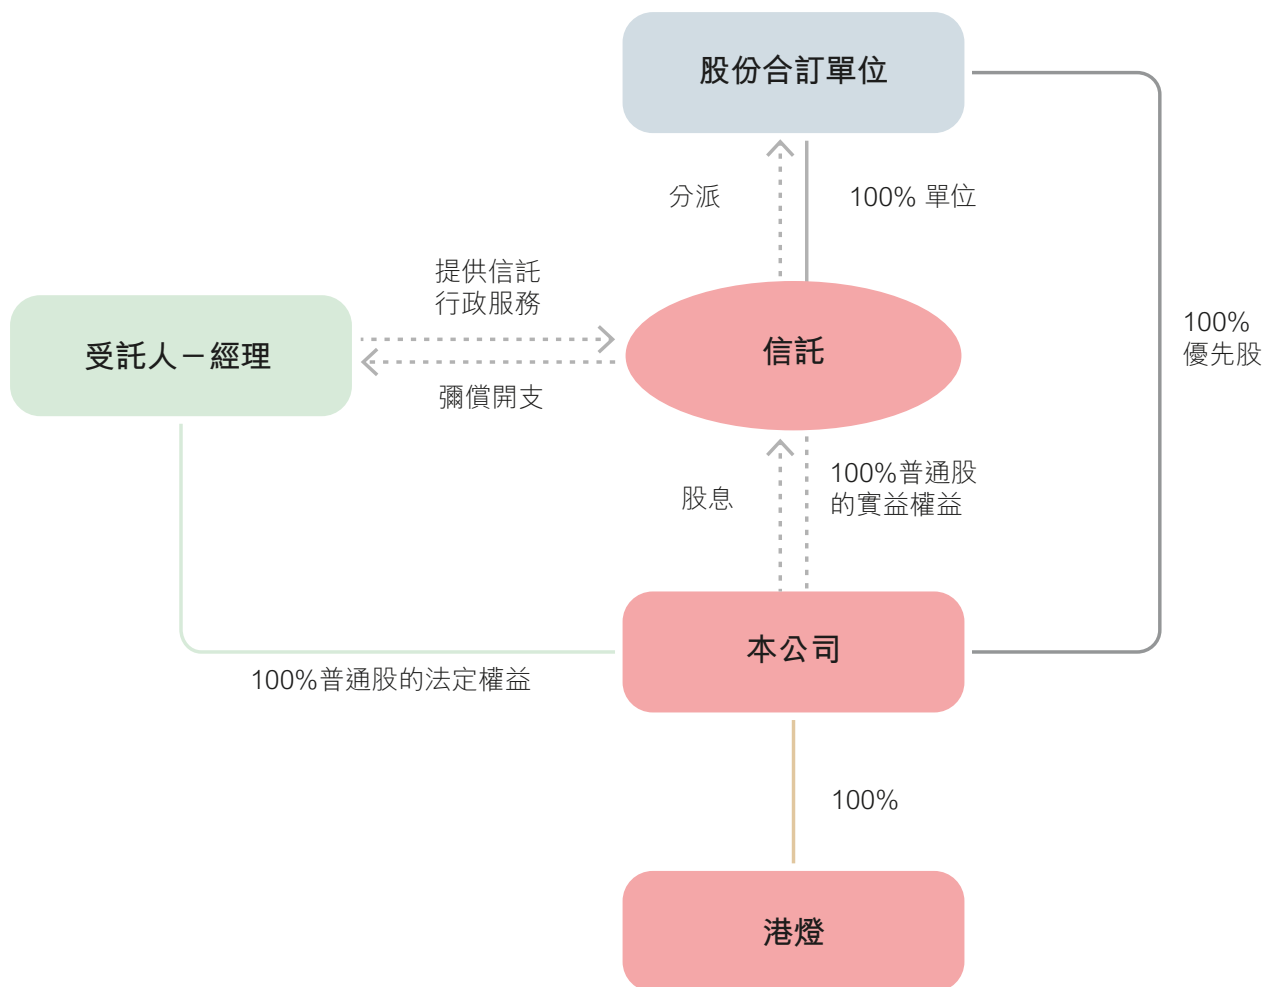 股份合訂單位
分派
100% 單位
提供信託
行政服務
受託人－經理
信託
100%
優先股
彌償開支
股息
100%普通股
的實益權益
本公司
100%普通股的法定權益
100%
港燈